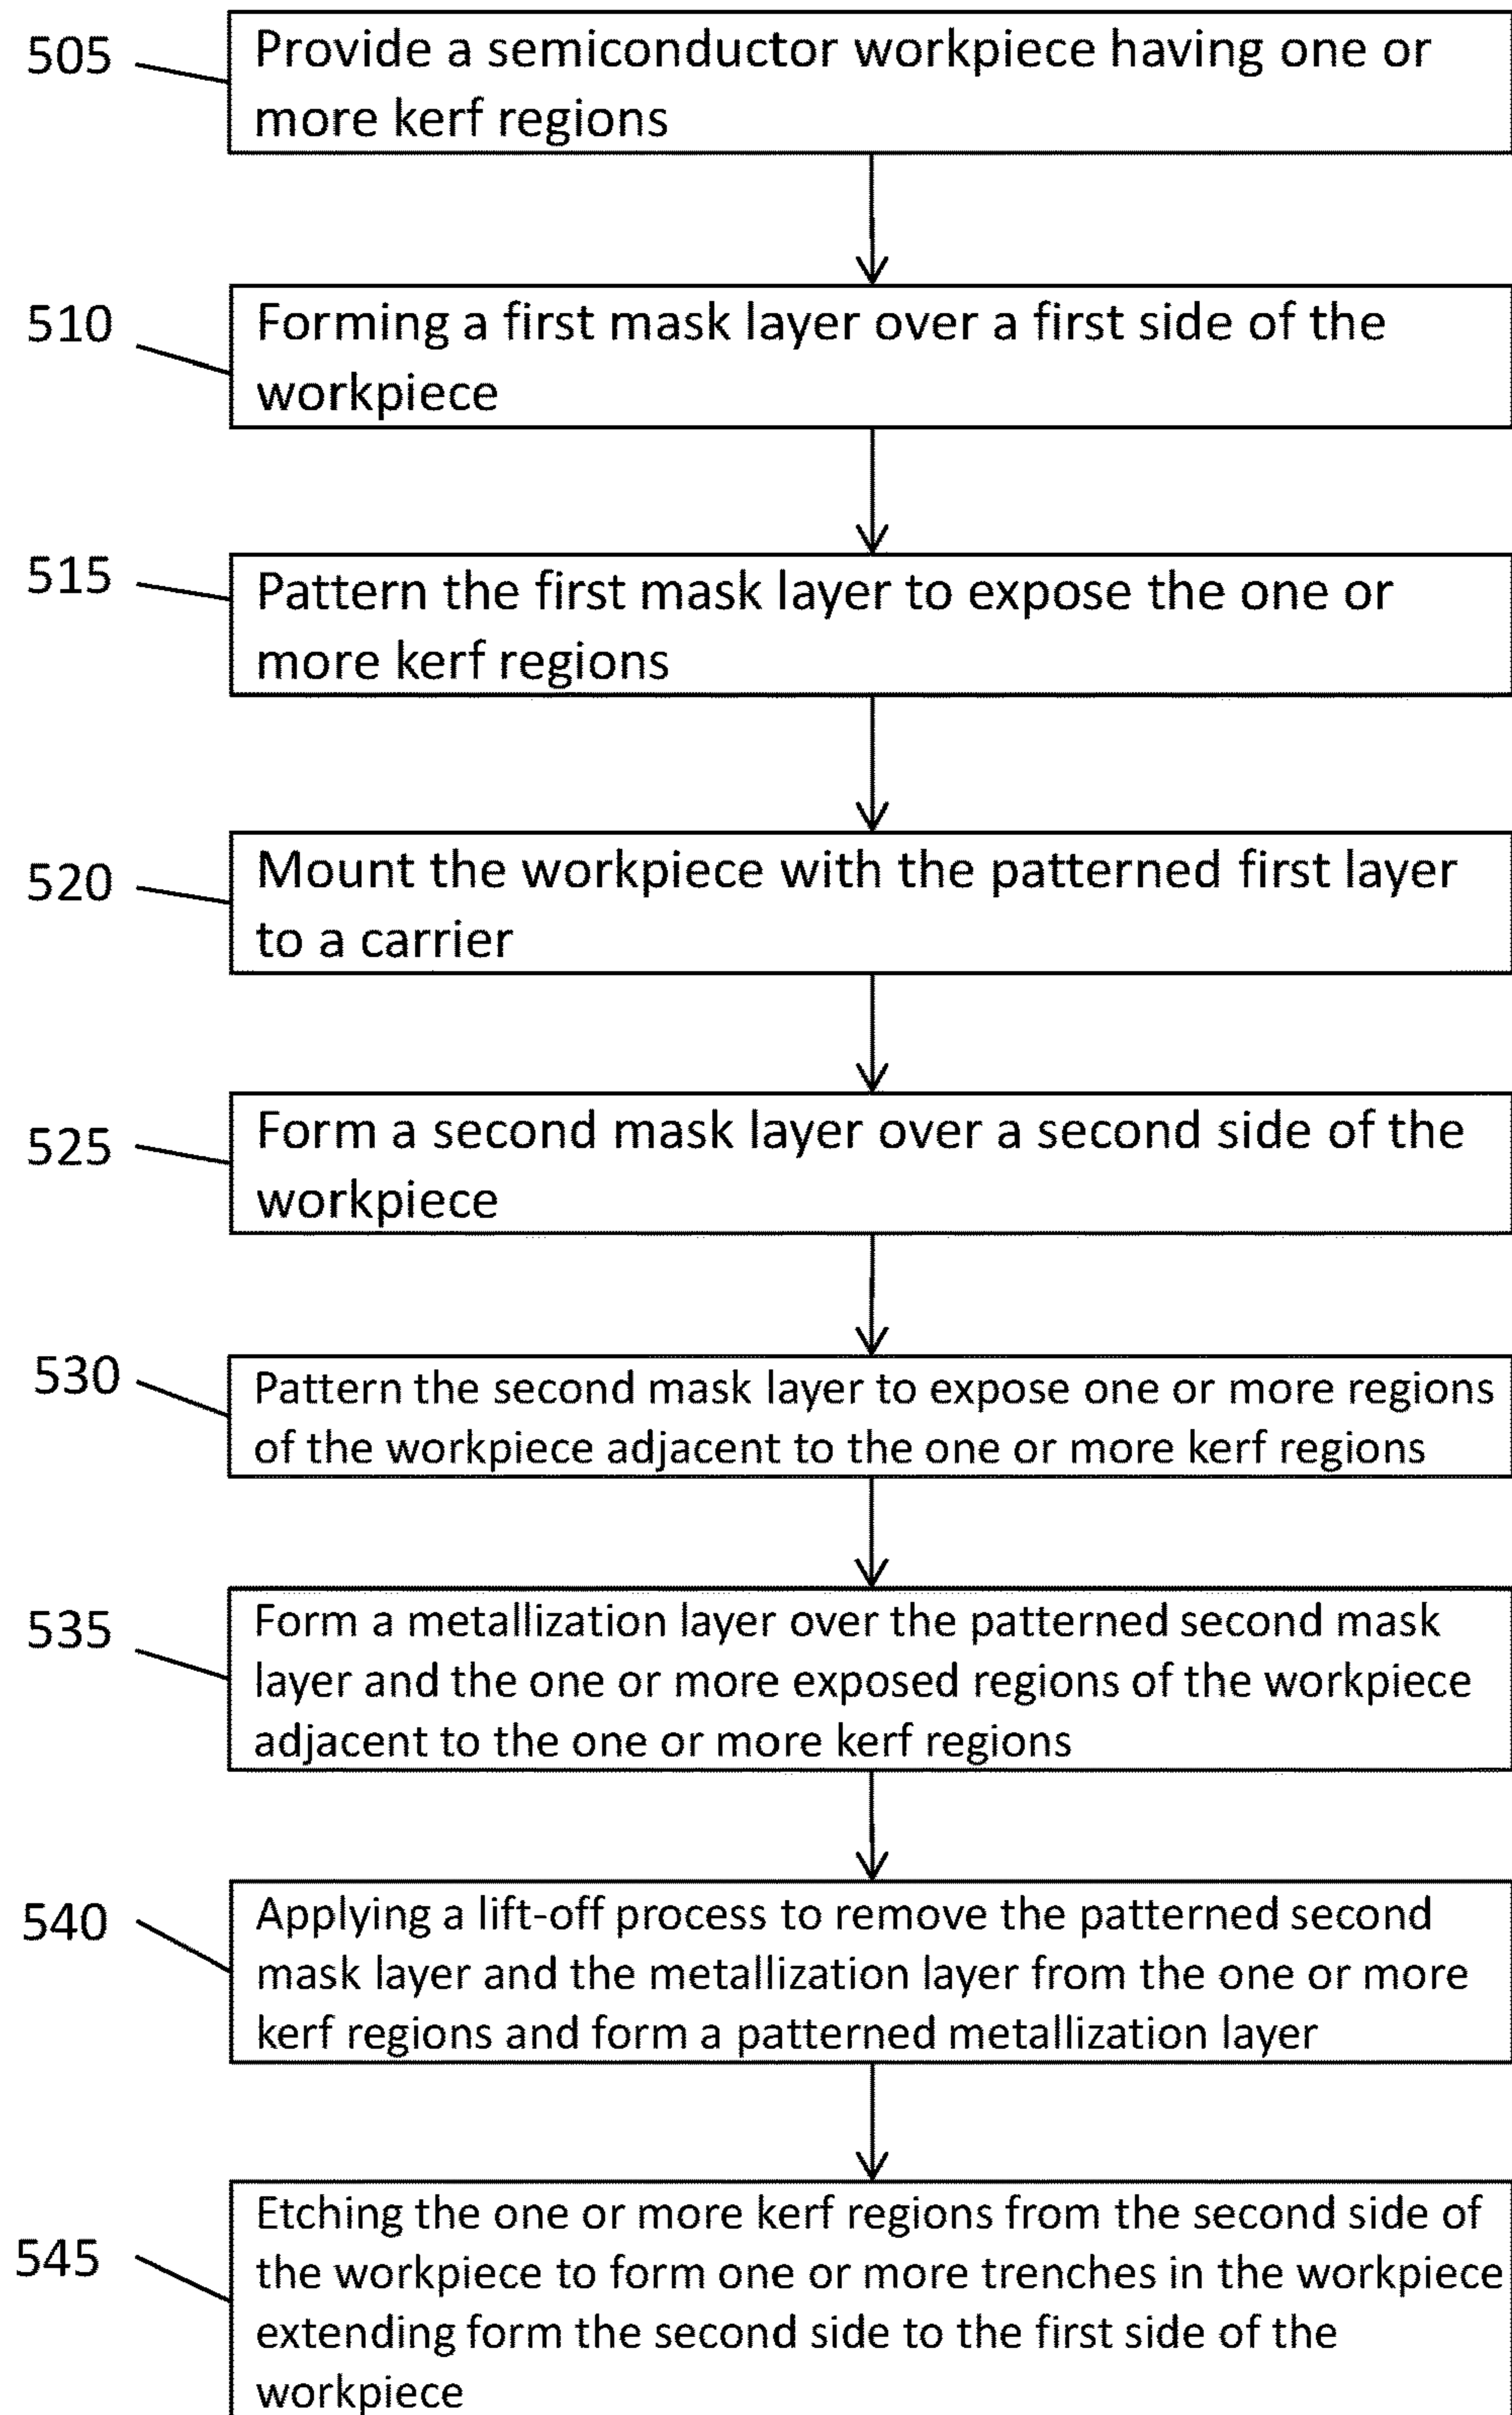 505
Provide a semiconductor workpiece having one or
more kerf regions
510
Forming a first mask layer over a first side of the
workpiece
515
Pattern the first mask layer to expose the one or
more kerf regions
520
Mount the workpiece with the patterned first layer
to a carrier
525
Form a second mask layer over a second side of the
workpiece
530
Pattern the second mask layer to expose one or more regions
of the workpiece adjacent to the one or more kerf regions
535
Form a metallization layer over the patterned second mask
layer and the one or more exposed regions of the workpiece
adjacent to the one or more kerf regions
540
Applying a lift-off process to remove the patterned second
mask layer and the metallization layer from the one or more
kerf regions and form a patterned metallization layer
545
Etching the one or more kerf regions from the second side of
the workpiece to form one or more trenches in the workpiece
extending form the second side to the first side of the
workpiece